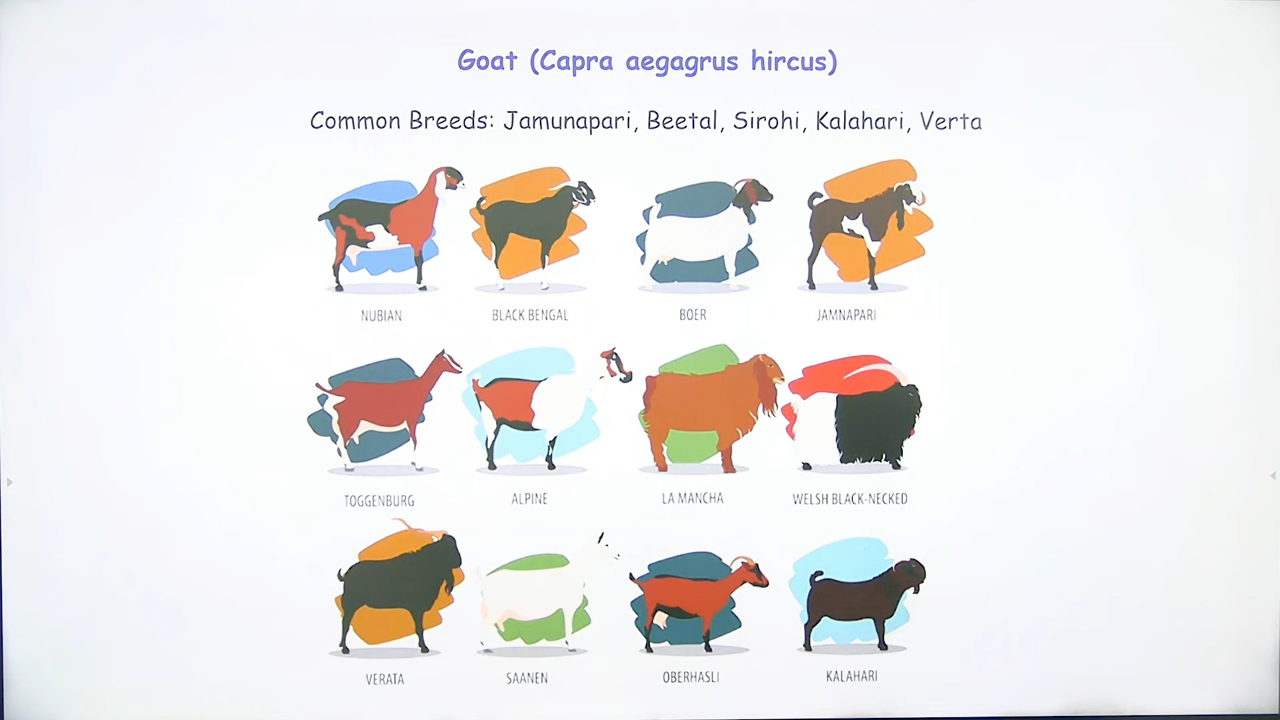 Goat (Capra aegagrus hircus)
Common Breeds: Jamunapari, Beetal, Sirohi, Kalahari, Verta
NUBIAN BLACK BENGAL BOER JAMNAPARI
TOGGENBURG ALPINE LA MANCHA WELSH BLACK-NECKED
VERATA SAANEN OBERHASLI KALAHARI